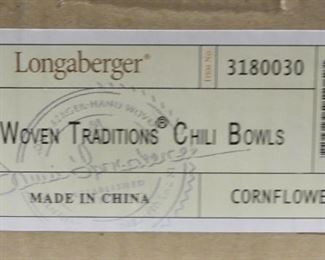 Longaberger®
Item No
3180030
WOVEN TRADITIONS® CHILI BOWLS
MADE IN CHINA
CORNFLOWE